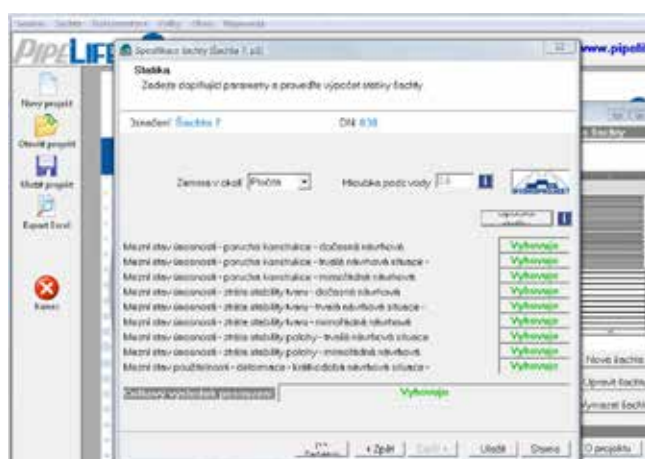 PIPELIFE
www.pipeli
Specifikace šachty (Šachta 7.pži)
Statika
Zadejte doplňující parametry a proveďte výpočet statiky šachty
Nový projekt
Označení Šachta 7 DN 630
Otevřít projekt
e šachty
Uložit projekt
Zemina v okolí Písčitá Hloubka podz. vody
HYDROPROJEKT
Export Excel
Mezní stav únosnosti - porucha konstrukce - dočasná návrhová Vyhovuje
Mezní stav únosnosti - porucha konstrukce - trvalá návrhová situace - Vyhovuje
Mezní stav únosnosti - porucha konstrukce - mimořádná návrhová Vyhovuje
Mezní stav únosnosti - ztráta stability tvaru - dočasná návrhová Vyhovuje
Konec
Mezní stav únosnosti - ztráta stability tvaru - trvalá návrhová situace - Vyhovuje
Mezní stav únosnosti - ztráta stability tvaru - mimořádná návrhová Vyhovuje
Mezní stav únosnosti - ztráta stability polohy - trvalá návrhová situace Vyhovuje
Mezní stav únosnosti - ztráta stability polohy - mimořádná návrhová Vyhovuje
Nová šachta
Mezní stav použitelnosti - deformace - krátkodobá návrhová situace - Vyhovuje
Celkový výsledek posouzení Vyhovuje
Upravit šachtu
Vymazat šachtu
< Zpět Další > Uložit Storno
O projektu